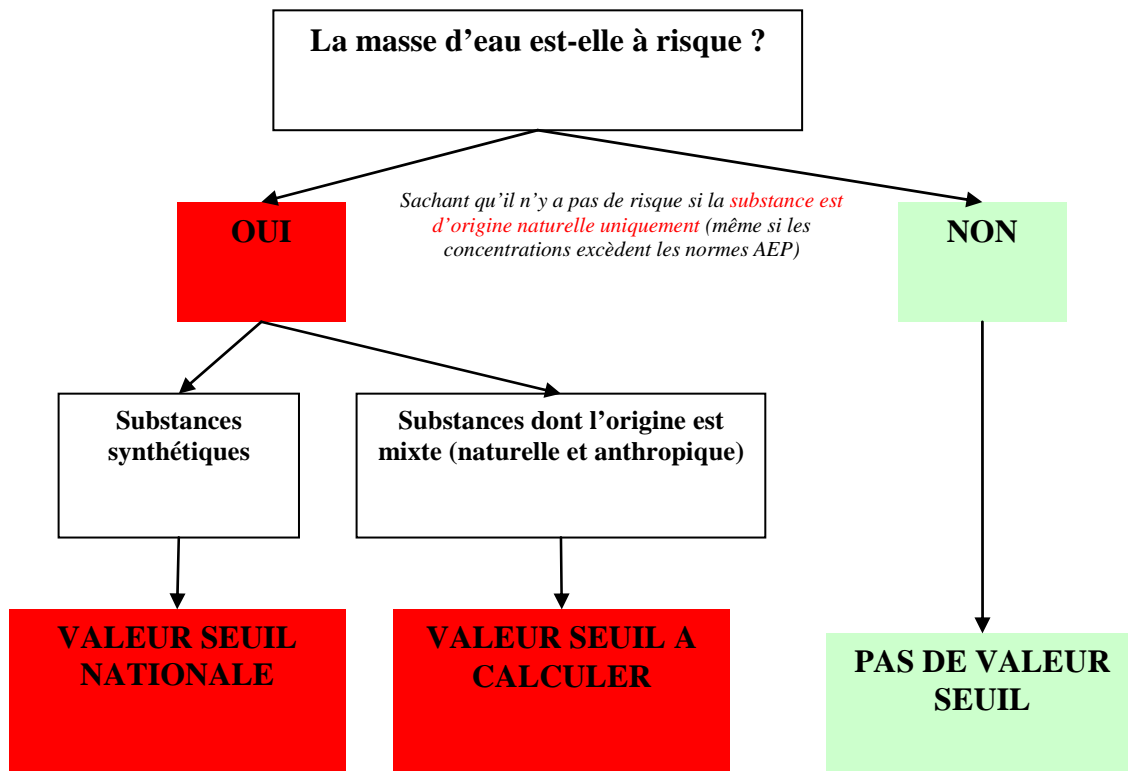 La masse d'eau est-elle à risque ?
Sachant qu'il n'y a pas de risque si la substance est
d'origine naturelle uniquement (même si les
concentrations excèdent les normes AEP)
OUI
NON
Substances
synthétiques
Substances dont l'origine est
mixte (naturelle et anthropique)
VALEUR SEUIL
NATIONALE
VALEUR SEUIL A
CALCULER
PAS DE VALEUR
SEUIL